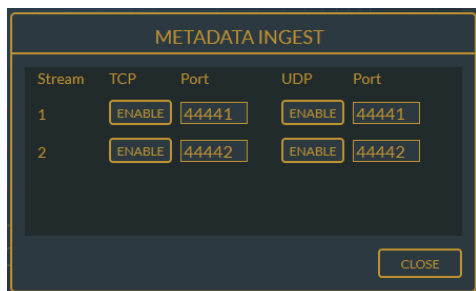 METADATA INGEST
Stream TCP Port UDP Port
1 ENABLE 44441 ENABLE 44441
2 ENABLE 44442 ENABLE 44442
CLOSE